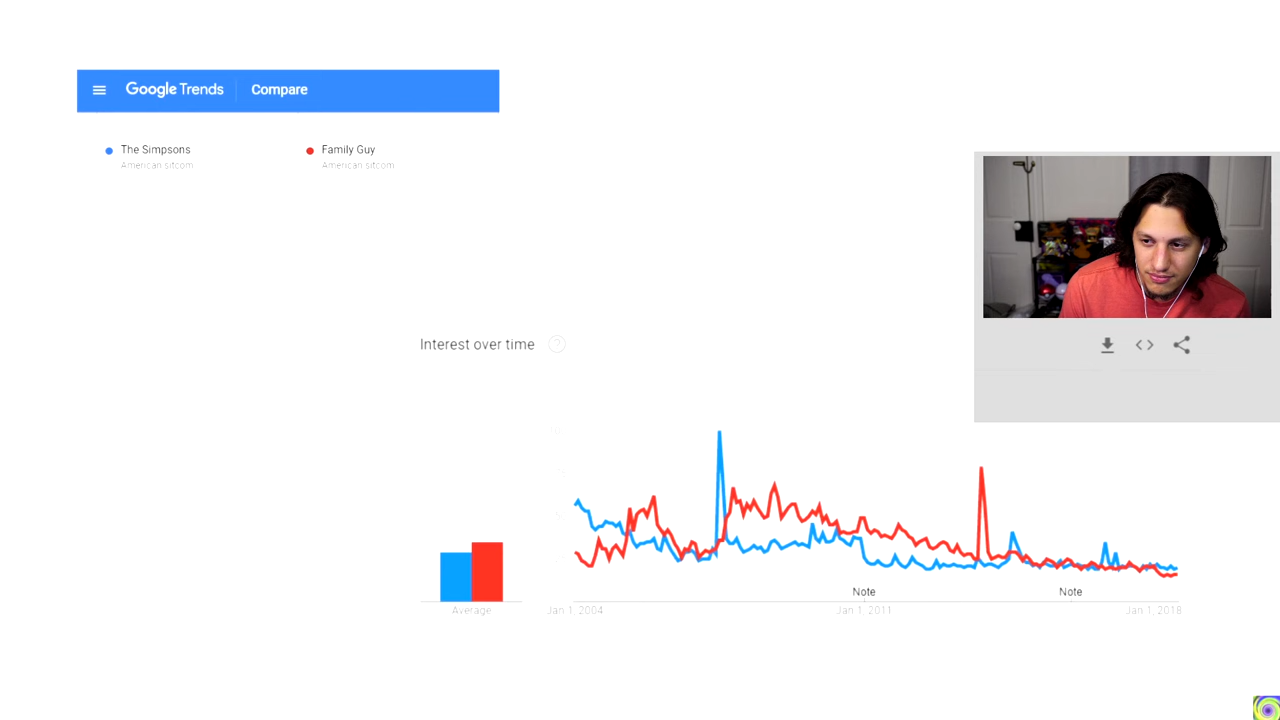 Google Trends Compare
The Simpsons
American sitcom
Family Guy
American sitcom
Interest over time ?
Average
Note
Note
Jan 1, 2004
Jan 1, 2011
Jan 1, 2018